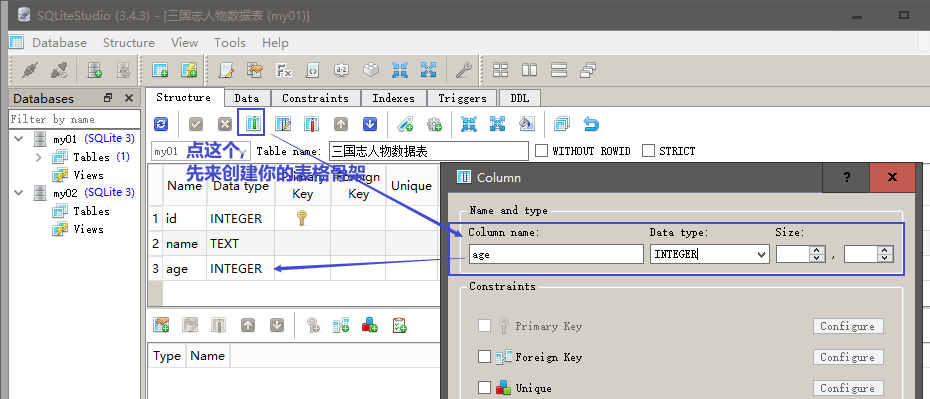 SQLiteStudio (3.4.3) - [三国志人物数据表 (my01)]
Database Structure View Tools Help
Databases
Filter by name
my01 (SQLite 3)
Tables (1)
Views
my02 (SQLite 3)
Tables
Views
Structure Data Constraints Indexes Triggers DDL
my01 Table name: 三国志人物数据表 WITHOUT ROWID STRICT
点这个,
先来创建你的表格骨架
Name Data type Primary Key Foreign Key Unique
1 id INTEGER
2 name TEXT
3 age INTEGER
Type Name
Column ? X
Name and type
Column name: Data type: Size:
age INTEGER ,
Constraints
Primary Key Configure
Foreign Key Configure
Unique Configure